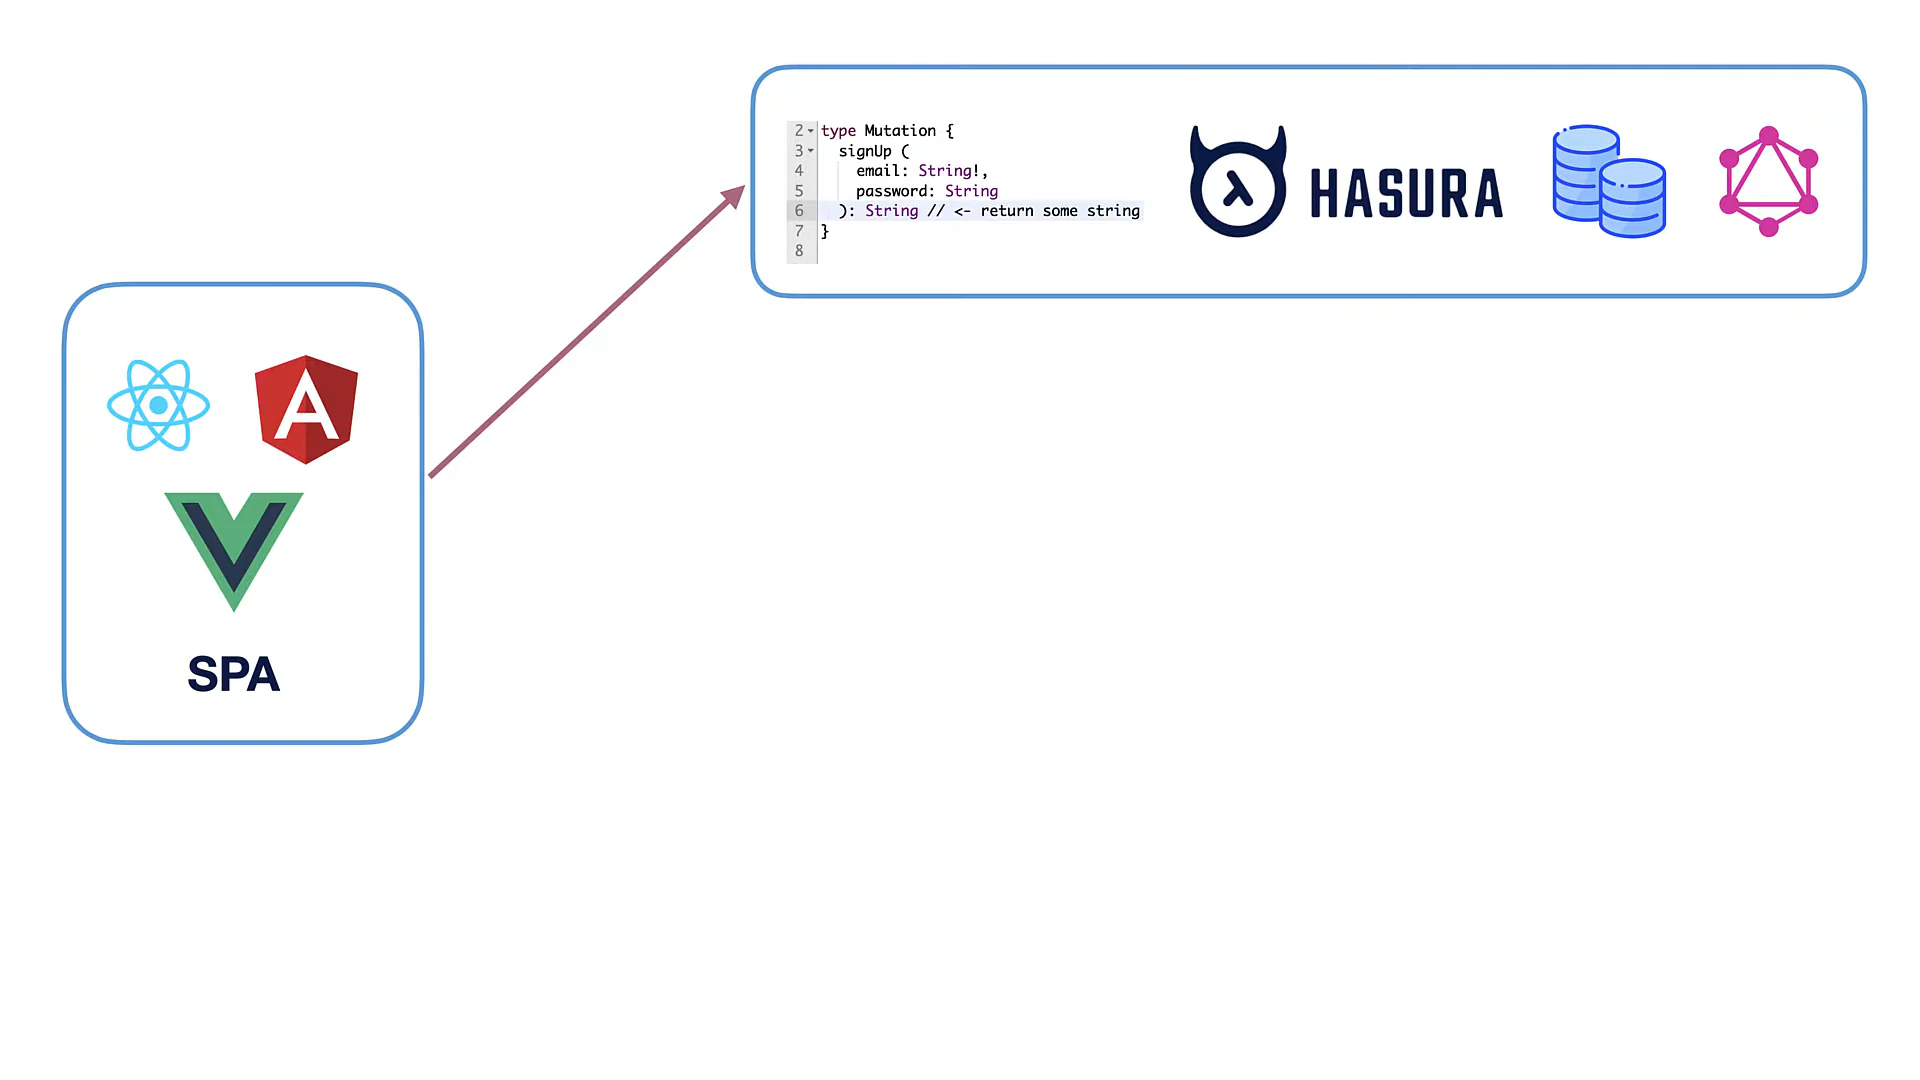 2 type Mutation {
3 signUp (
4 email: String!,
5 password: String
6 ): String // <- return some string
7 }
8
HASURA
SPA